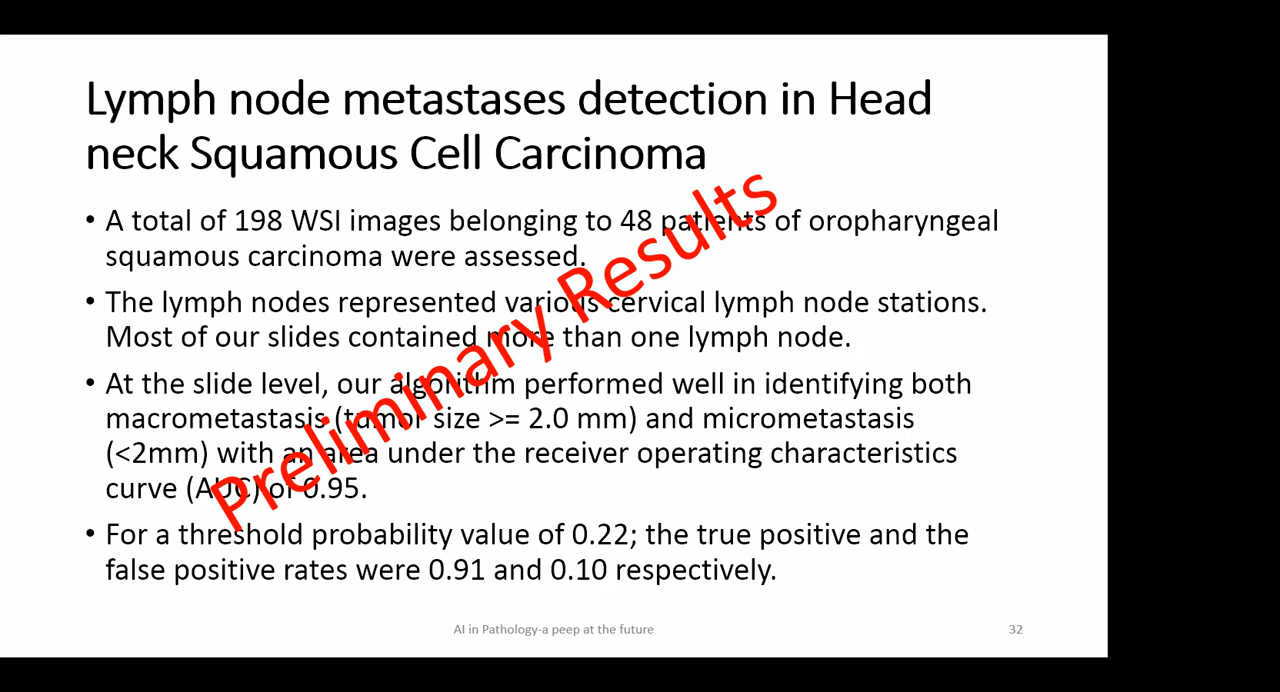 Lymph node metastases detection in Head
neck Squamous Cell Carcinoma
• A total of 198 WSI images belonging to 48 patients of oropharyngeal
squamous carcinoma were assessed.
• The lymph nodes represented various cervical lymph node stations.
Most of our slides contained more than one lymph node.
• At the slide level, our algorithm performed well in identifying both
macrometastasis (tumor size >= 2.0 mm) and micrometastasis
(<2mm) with an area under the receiver operating characteristics
curve (AUC) of 0.95.
• For a threshold probability value of 0.22; the true positive and the
false positive rates were 0.91 and 0.10 respectively.
Preliminary Results
AI in Pathology-a peep at the future
32